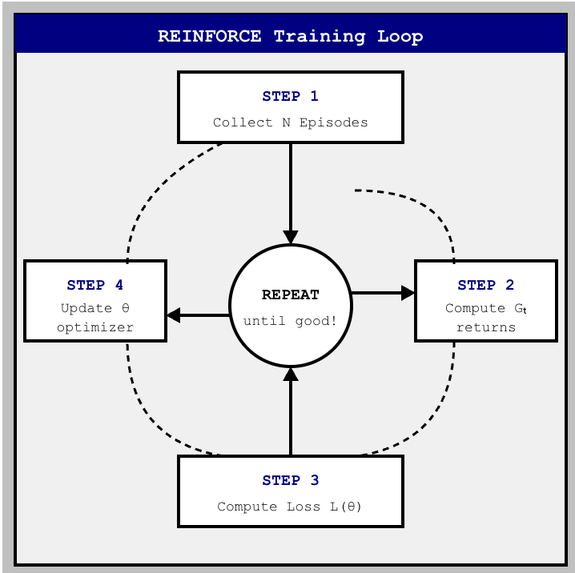 REINFORCE Training Loop
STEP 1
Collect N Episodes
STEP 4
Update θ
optimizer
REPEAT
until good!
STEP 2
Compute Gₜ
returns
STEP 3
Compute Loss L(θ)